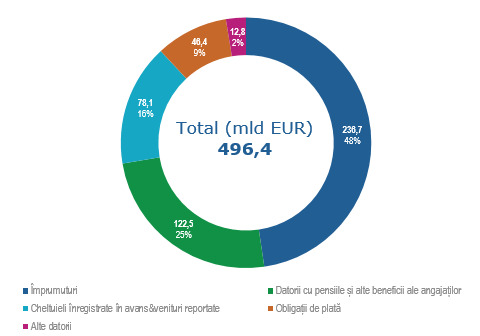 12,8
2%
46,4
9%
78,1
16%
236,7
48%
Total (mld EUR)
496,4
122,5
25%
Împrumuturi
Datorii cu pensiile și alte beneficii ale angajaților
Cheltuieli înregistrate în avans&venituri reportate
Obligații de plată
Alte datorii